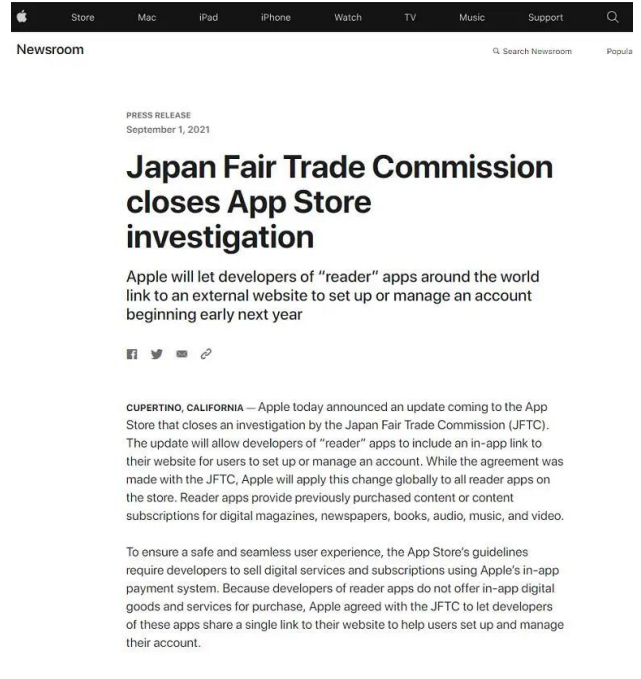 Store Mac iPad iPhone Watch TV Music Support
Newsroom
Search Newsroom Popula
PRESS RELEASE
September 1, 2021
Japan Fair Trade Commission
closes App Store
investigation
Apple will let developers of “reader” apps around the world
link to an external website to set up or manage an account
beginning early next year
CUPERTINO, CALIFORNIA — Apple today announced an update coming to the App
Store that closes an investigation by the Japan Fair Trade Commission (JFTC).
The update will allow developers of “reader” apps to include an in-app link to
their website for users to set up or manage an account. While the agreement was
made with the JFTC, Apple will apply this change globally to all reader apps on
the store. Reader apps provide previously purchased content or content
subscriptions for digital magazines, newspapers, books, audio, music, and video.
To ensure a safe and seamless user experience, the App Store’s guidelines
require developers to sell digital services and subscriptions using Apple’s in-app
payment system. Because developers of reader apps do not offer in-app digital
goods and services for purchase, Apple agreed with the JFTC to let developers
of these apps share a single link to their website to help users set up and manage
their account.